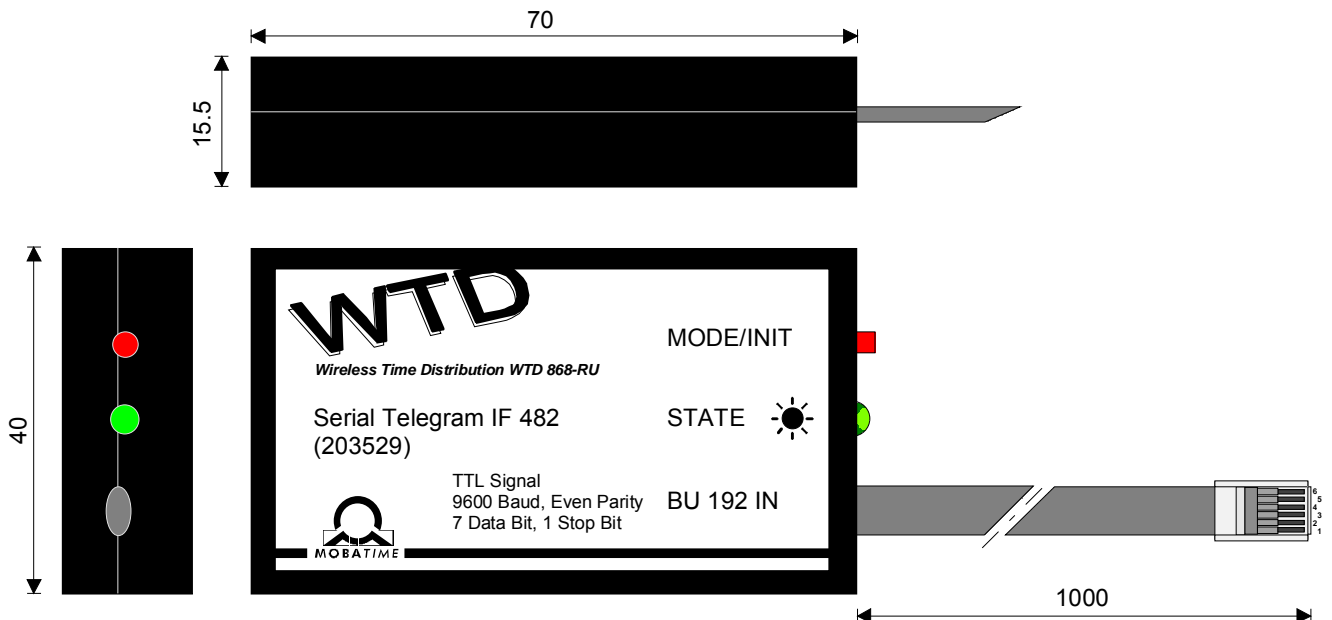 70
15.5
40
WTD
MODE/INIT
Wireless Time Distribution WTD 868-RU
Serial Telegram IF 482
(203529)
STATE
TTL Signal
9600 Baud, Even Parity
7 Data Bit, 1 Stop Bit
BU 192 IN
MOBATIME
6
5
4
3
2
1
1000